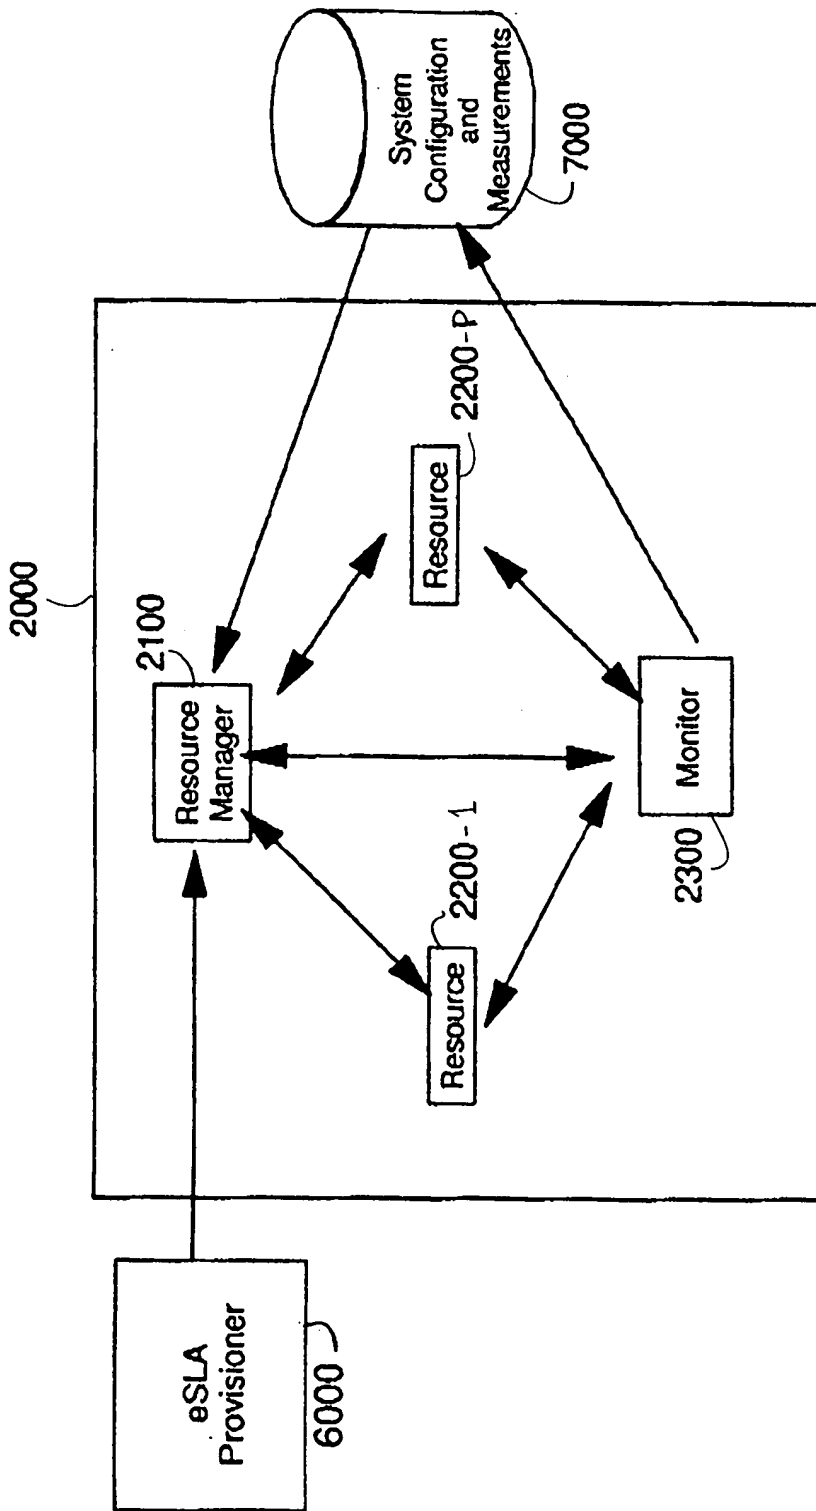 2000
eSLA
Provisioner
6000
Resource
Manager
2100
Resource
2200-1
Resource
2200-P
Monitor
2300
System
Configuration
and
Measurements
7000